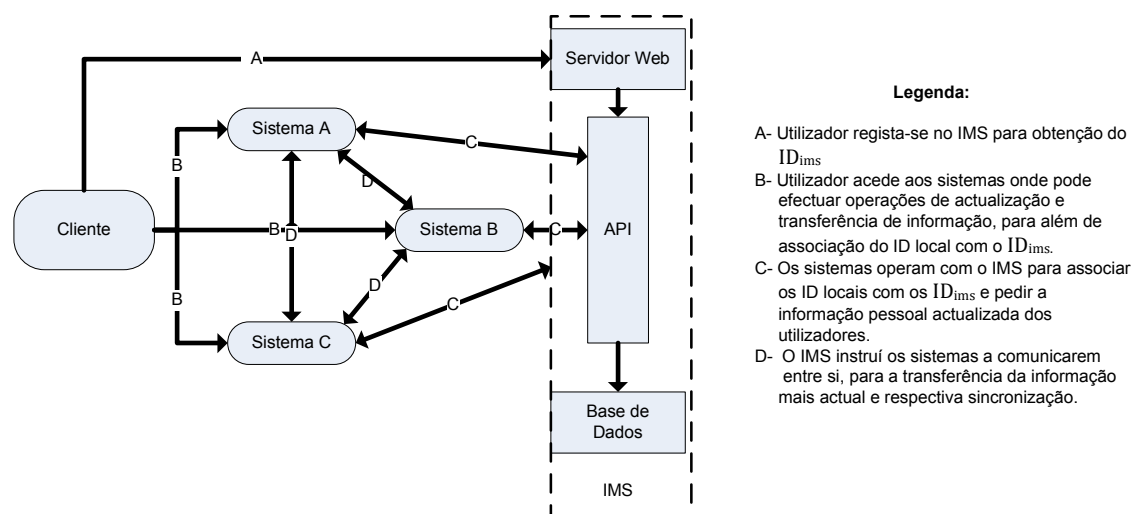 A
Servidor Web
Sistema A
C
B
D
Cliente
B
D
Sistema B
C
API
B
D
C
Sistema C
Base de
Dados
IMS
Legenda:
A- Utilizador regista-se no IMS para obtenção do
IDims
B- Utilizador acede aos sistemas onde pode
efectuar operações de actualização e
transferência de informação, para além de
associação do ID local com o IDims.
C- Os sistemas operam com o IMS para associar
os ID locais com os IDims e pedir a
informação pessoal actualizada dos
utilizadores.
D- O IMS instruí os sistemas a comunicarem
entre si, para a transferência da informação
mais actual e respectiva sincronização.